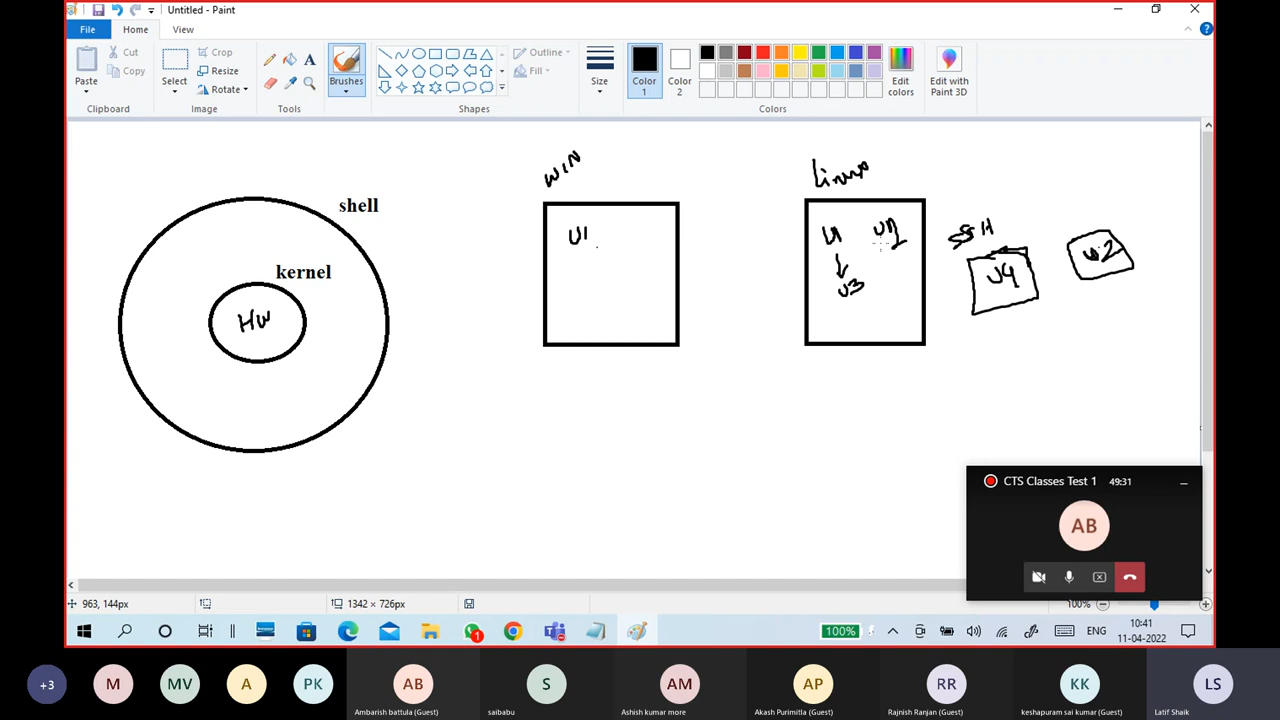 Untitled - Paint
File
Home
View
Paste
Cut
Copy
Clipboard
Select
Crop
Resize
Rotate
Image
Tools
Brushes
Shapes
Outline
Fill
Size
Color 1
Color 2
Edit colors
Edit with Paint 3D
Colors
WIN
shell
kernel
HW
U1
U1
U3
SSH
U4
U2
CTS Classes Test 1 49:31
AB
963, 144px
1342 × 726px
100%
1
100%
ENG
10:41
11-04-2022
+3
M
MV
A
PK
AB
Ambarish battula (Guest)
S
saibabu
AM
Ashish kumar more
AP
Akash Purimitla (Guest)
RR
Rajnish Ranjan (Guest)
KK
keshapuram sai kumar (Guest)
LS
Latif Shaik